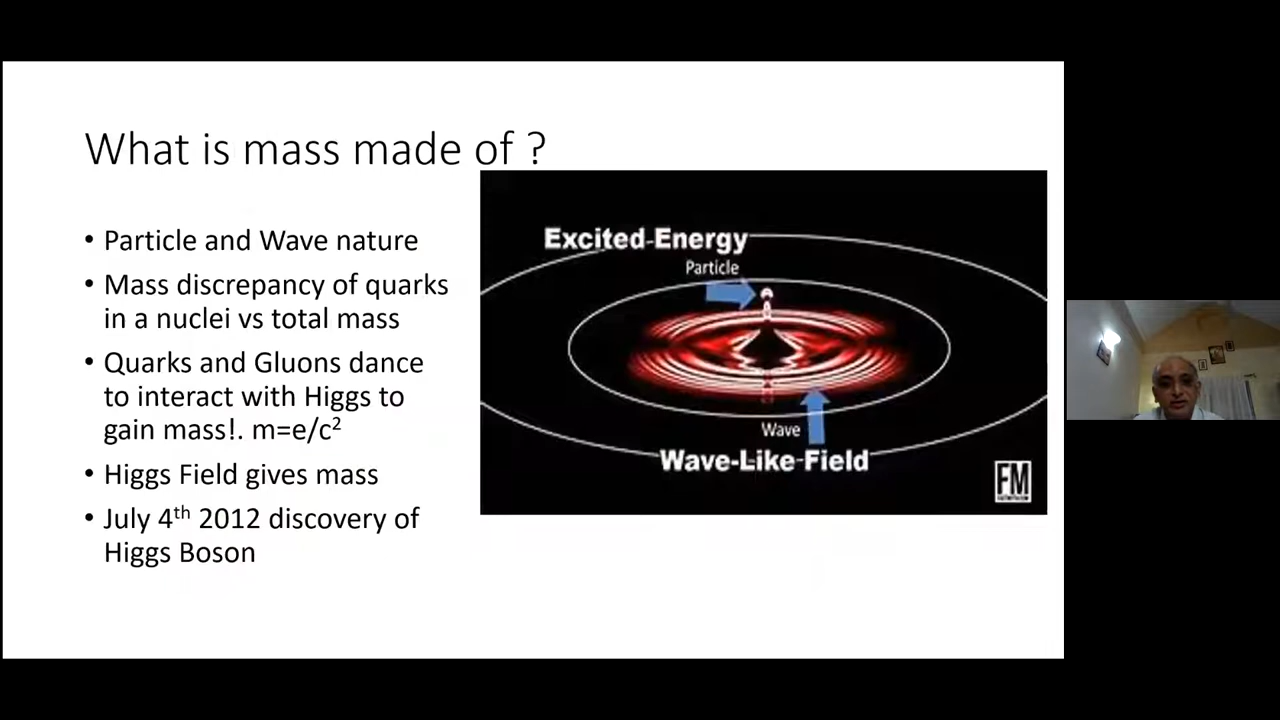 What is mass made of ?
• Particle and Wave nature
• Mass discrepancy of quarks
in a nuclei vs total mass
• Quarks and Gluons dance
to interact with Higgs to
gain mass!. m=e/c²
• Higgs Field gives mass
• July 4th 2012 discovery of
Higgs Boson
Excited-Energy
Particle
Wave
Wave-Like-Field
FM